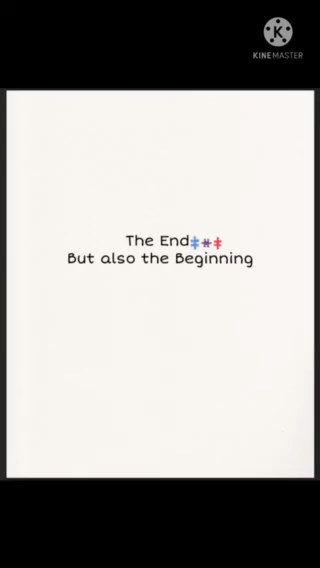 KINEMASTER
The End ǂ⁎ǂ
But also the Beginning